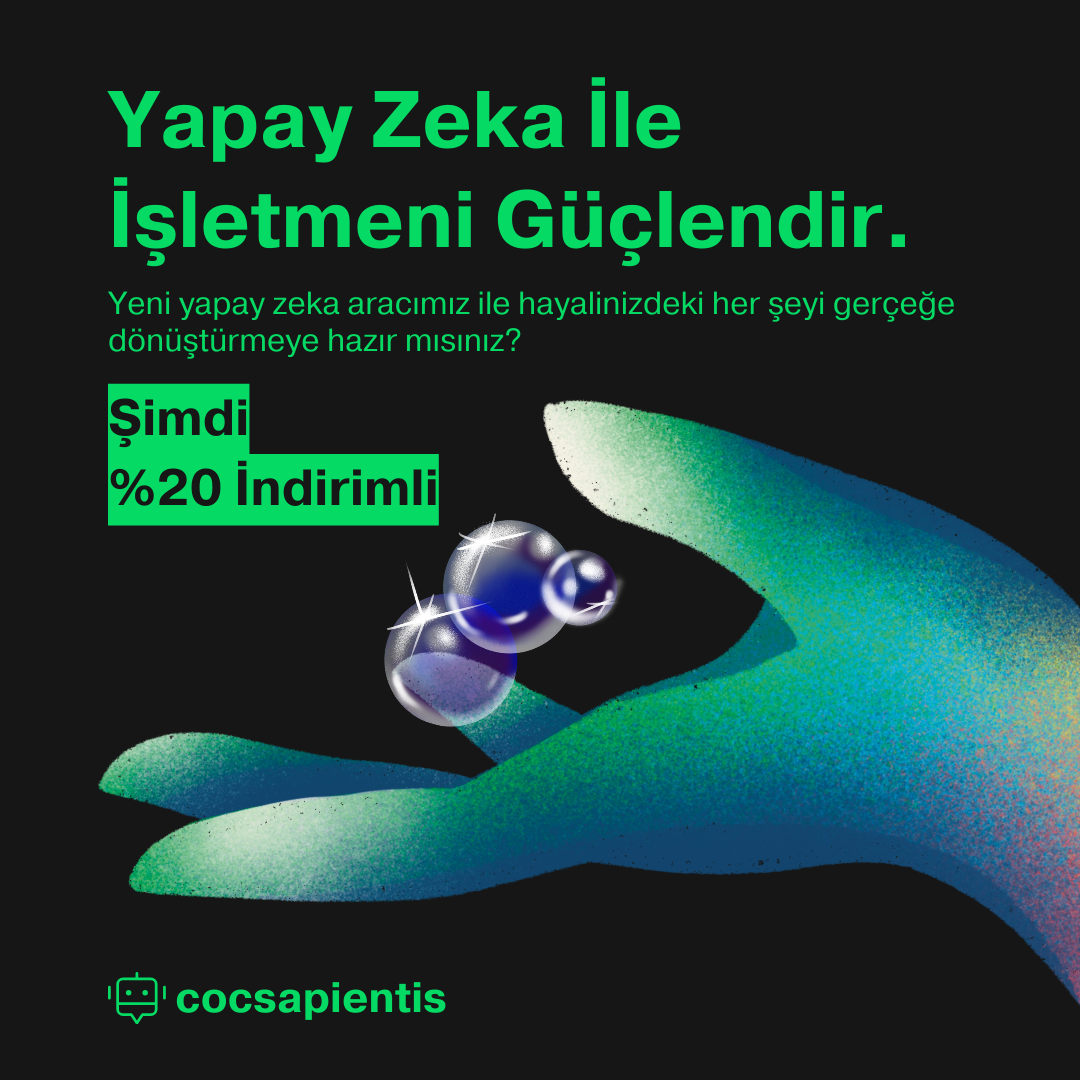 Yapay Zeka İle
İşletmeni Güçlendir.
Yeni yapay zeka aracımız ile hayalinizdeki her şeyi gerçeğe
dönüştürmeye hazır mısınız?
Şimdi
%20 İndirimli
cocsapientis